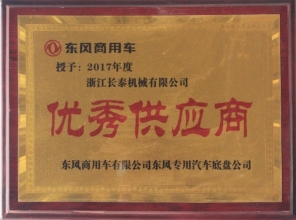 东风商用车
授予：2017年度
浙江长泰机械有限公司
优秀供应商
东风商用车有限公司东风专用汽车底盘公司